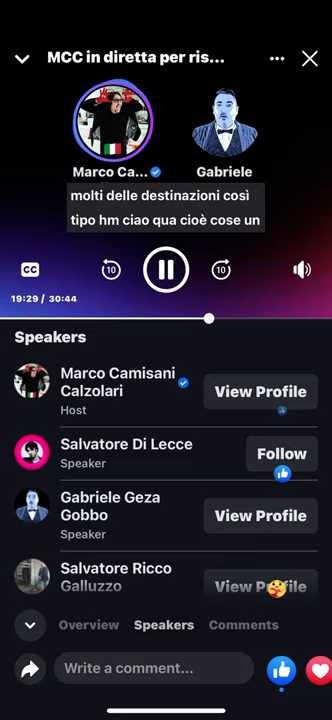 MCC in diretta per ris...
Marco Ca...
Gabriele
molti delle destinazioni così
tipo hm ciao qua cioè cose un
CC
10
10
19:29 / 30:44
Speakers
Marco Camisani
Calzolari
Host
View Profile
Salvatore Di Lecce
Speaker
Follow
Gabriele Geza
Gobbo
Speaker
View Profile
Salvatore Ricco
Galluzzo
View Profile
Overview
Speakers
Comments
Write a comment...